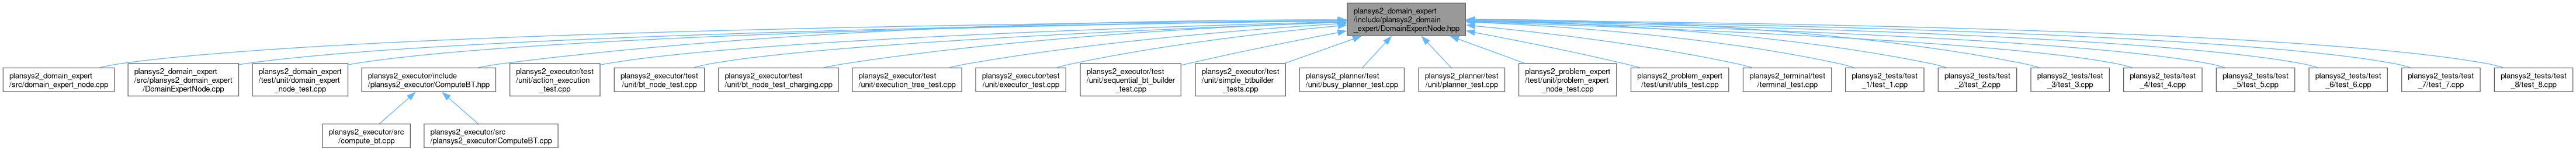 plansys2_domain_expert
/include/plansys2_domain
_expert/DomainExpertNode.hpp
plansys2_domain_expert
/src/domain_expert_node.cpp
plansys2_domain_expert
/src/plansys2_domain_expert
/DomainExpertNode.cpp
plansys2_domain_expert
/test/unit/domain_expert
_node_test.cpp
plansys2_executor/include
/plansys2_executor/ComputeBT.hpp
plansys2_executor/test
/unit/action_execution
_test.cpp
plansys2_executor/test
/unit/bt_node_test.cpp
plansys2_executor/test
/unit/bt_node_test_charging.cpp
plansys2_executor/test
/unit/execution_tree_test.cpp
plansys2_executor/test
/unit/executor_test.cpp
plansys2_executor/test
/unit/sequential_bt_builder
_test.cpp
plansys2_executor/test
/unit/simple_btbuilder
_tests.cpp
plansys2_planner/test
/unit/busy_planner_test.cpp
plansys2_planner/test
/unit/planner_test.cpp
plansys2_problem_expert
/test/unit/problem_expert
_node_test.cpp
plansys2_problem_expert
/test/unit/utils_test.cpp
plansys2_terminal/test
/terminal_test.cpp
plansys2_tests/test
_1/test_1.cpp
plansys2_tests/test
_2/test_2.cpp
plansys2_tests/test
_3/test_3.cpp
plansys2_tests/test
_4/test_4.cpp
plansys2_tests/test
_5/test_5.cpp
plansys2_tests/test
_6/test_6.cpp
plansys2_tests/test
_7/test_7.cpp
plansys2_tests/test
_8/test_8.cpp
plansys2_executor/src
/compute_bt.cpp
plansys2_executor/src
/plansys2_executor/ComputeBT.cpp